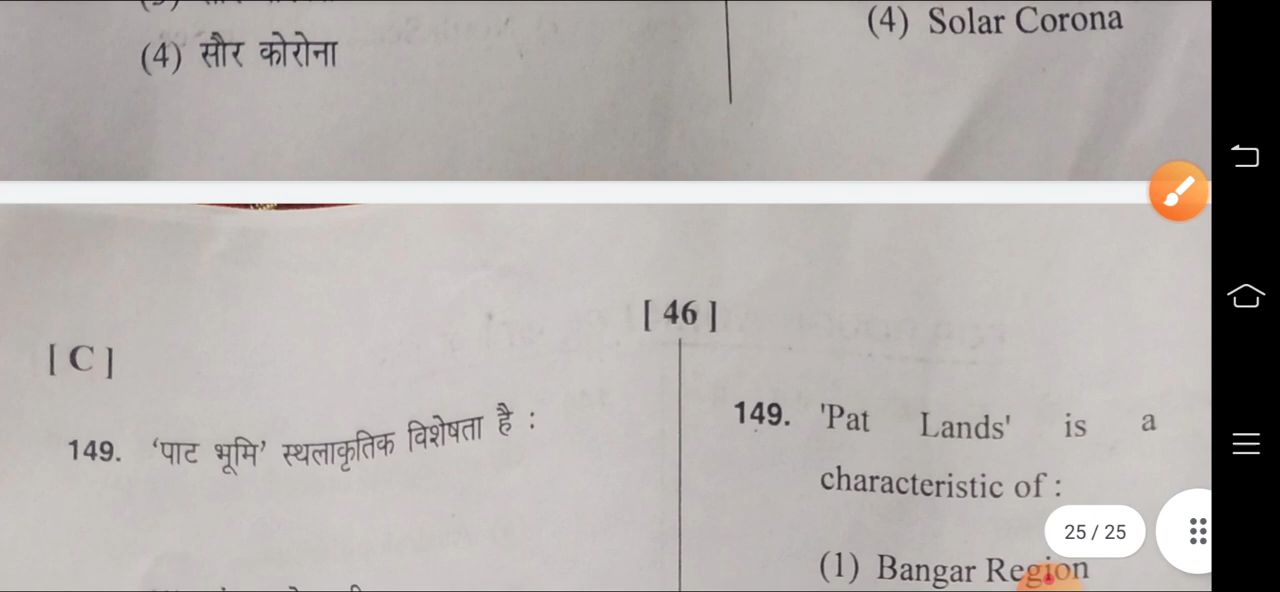 (4) सौर कोरोना
(4) Solar Corona
[ 46 ]
[ C ]
149. ‘पाट भूमि’ स्थलाकृतिक विशेषता है :
149. 'Pat Lands' is a
characteristic of :
(1) Bangar Region
25 / 25